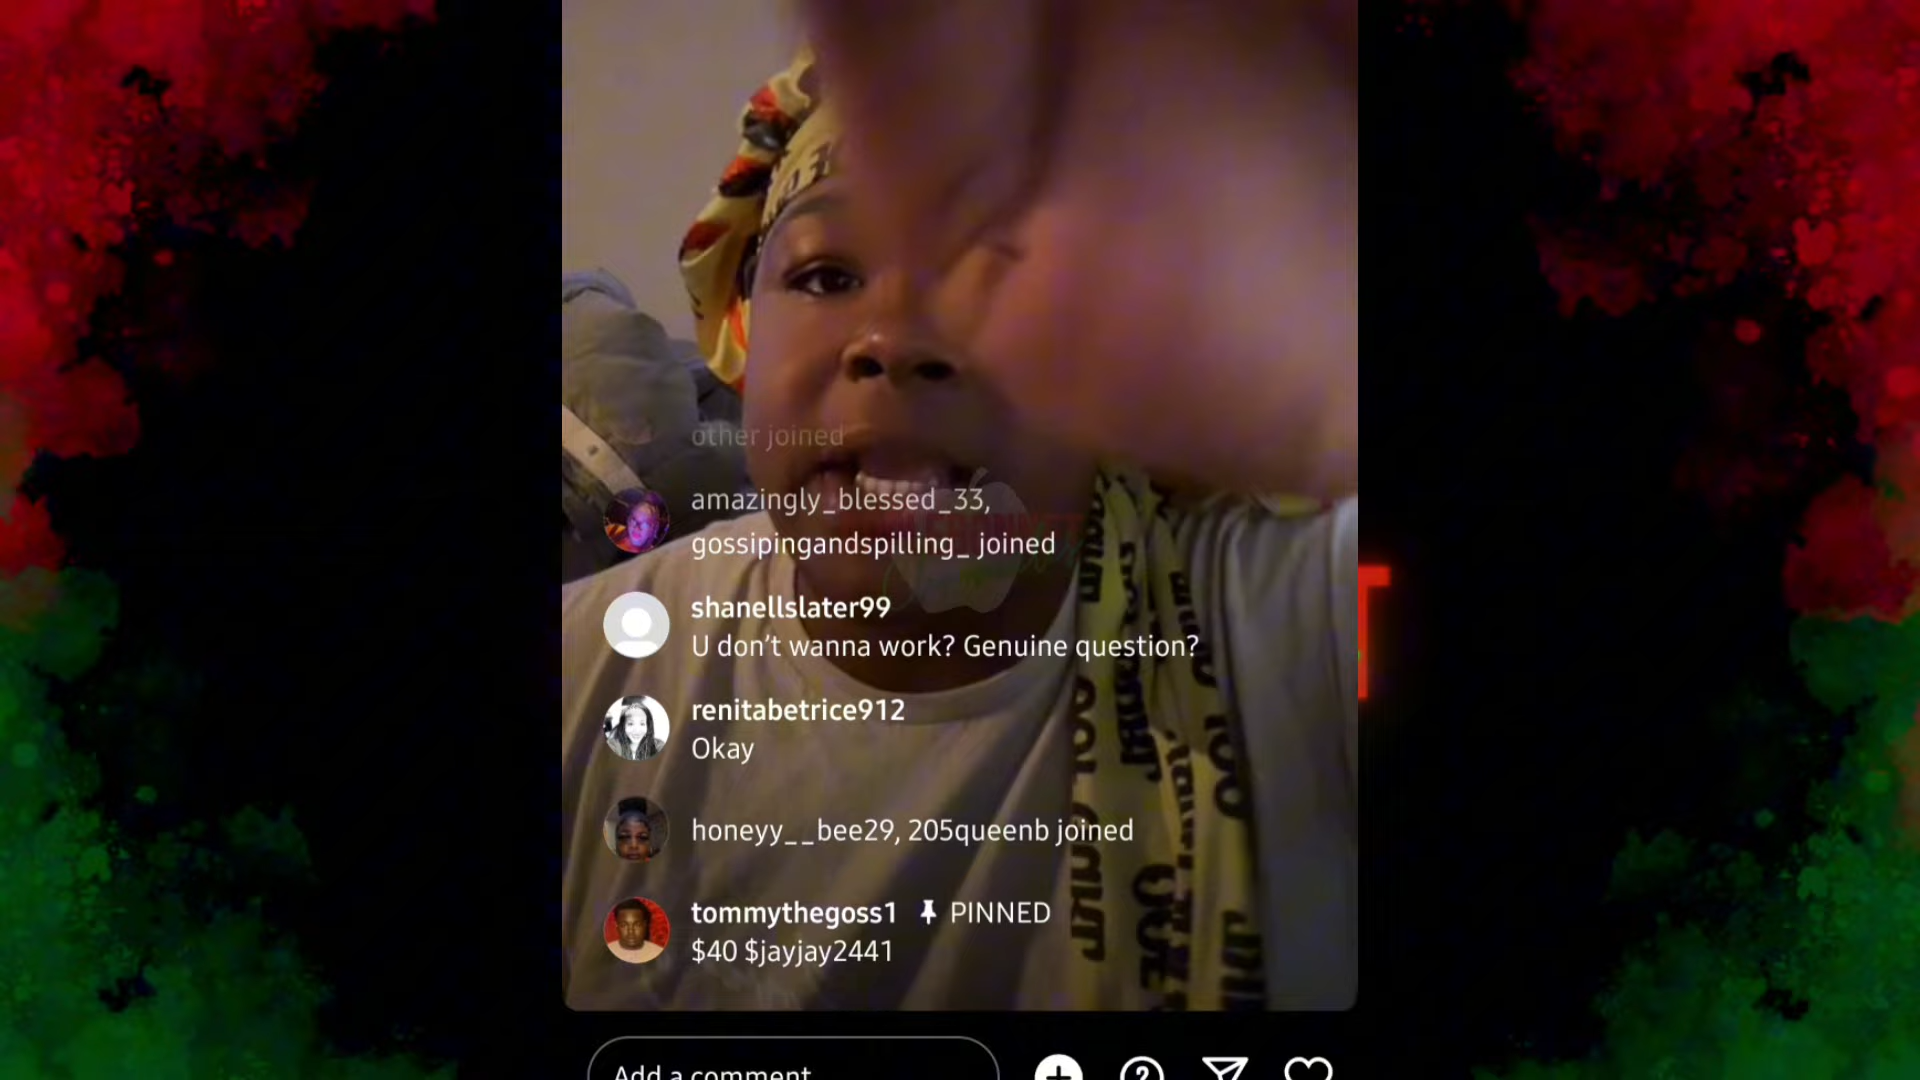 other joined
amazingly_blessed_33,
gossipingandspilling_ joined
shanellslater99
U don’t wanna work? Genuine question?
renitabetrice912
Okay
honeyy__bee29, 205queenb joined
tommythegoss1 PINNED
$40 $jayjay2441
Add a comment
T